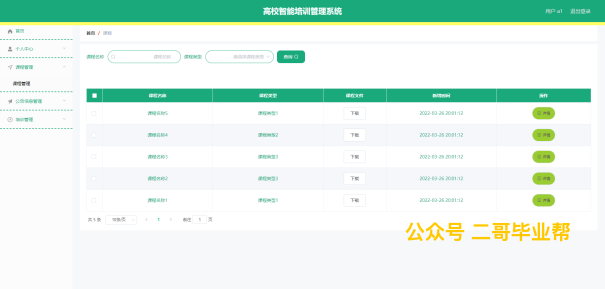 高校智能培训管理系统
用户 a1 退出登录
首页
个人中心
课程管理
课程管理
公司信息管理
培训管理
首页 / 课程
课程名称 课程名称 课程类型 请选择课程类型 查询
课程名称 课程类型 课程文件 新增时间 操作
课程名称5 课程类型1 下载 2022-03-26 20:01:12 详情
课程名称4 课程类型2 下载 2022-03-26 20:01:12 详情
课程名称3 课程类型3 下载 2022-03-26 20:01:12 详情
课程名称2 课程类型3 下载 2022-03-26 20:01:12 详情
课程名称1 课程类型1 下载 2022-03-26 20:01:12 详情
共 5 条 10条/页 1 前往 1 页
公众号 二哥毕业帮